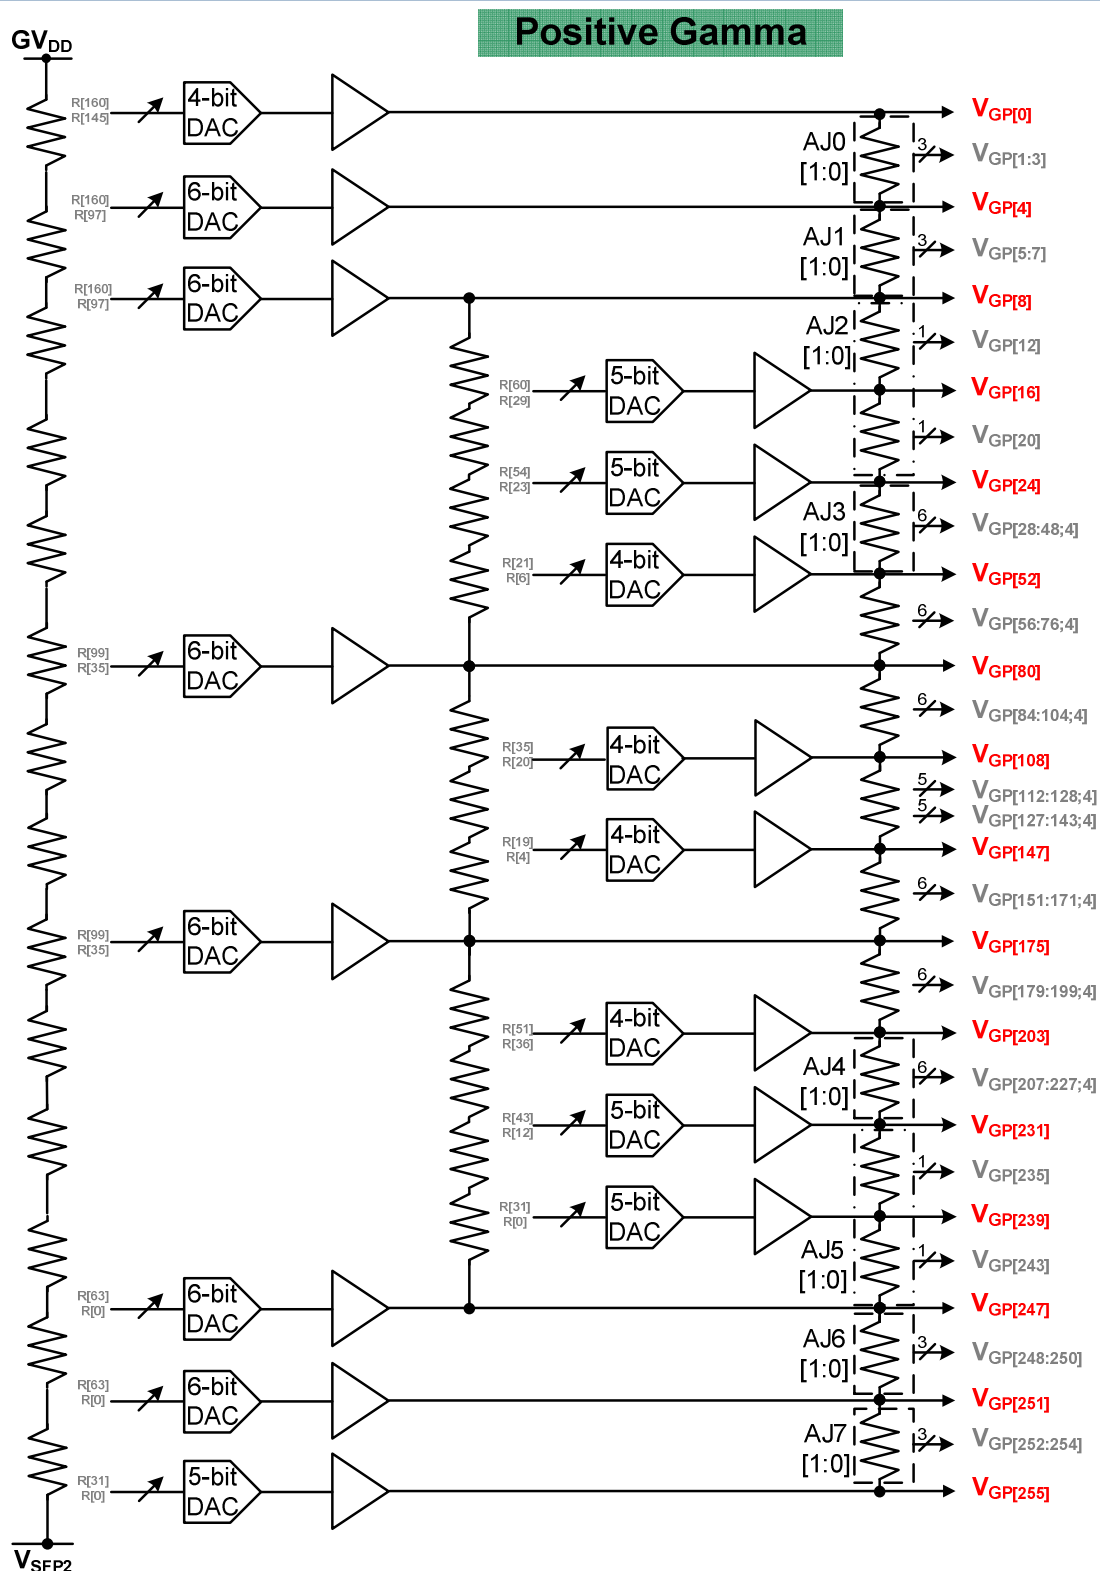 Positive Gamma
GVDD
R[160]
R[145]
4-bit
DAC
VGP[0]
AJ0
[1:0]
3
VGP[1:3]
R[160]
R[97]
6-bit
DAC
VGP[4]
AJ1
[1:0]
3
VGP[5:7]
R[160]
R[97]
6-bit
DAC
VGP[8]
AJ2
[1:0]
1
VGP[12]
R[60]
R[29]
5-bit
DAC
VGP[16]
1
VGP[20]
R[54]
R[23]
5-bit
DAC
VGP[24]
AJ3
[1:0]
6
VGP[28:48;4]
R[21]
R[6]
4-bit
DAC
VGP[52]
6
VGP[56:76;4]
R[99]
R[35]
6-bit
DAC
VGP[80]
6
VGP[84:104;4]
R[35]
R[20]
4-bit
DAC
VGP[108]
5
VGP[112:128;4]
5
VGP[127:143;4]
R[19]
R[4]
4-bit
DAC
VGP[147]
6
VGP[151:171;4]
R[99]
R[35]
6-bit
DAC
VGP[175]
6
VGP[179:199;4]
R[51]
R[36]
4-bit
DAC
VGP[203]
AJ4
[1:0]
6
VGP[207:227;4]
R[43]
R[12]
5-bit
DAC
VGP[231]
1
VGP[235]
R[31]
R[0]
5-bit
DAC
VGP[239]
AJ5
[1:0]
1
VGP[243]
R[63]
R[0]
6-bit
DAC
VGP[247]
AJ6
[1:0]
3
VGP[248:250]
R[63]
R[0]
6-bit
DAC
VGP[251]
AJ7
[1:0]
3
VGP[252:254]
R[31]
R[0]
5-bit
DAC
VGP[255]
VSFP2